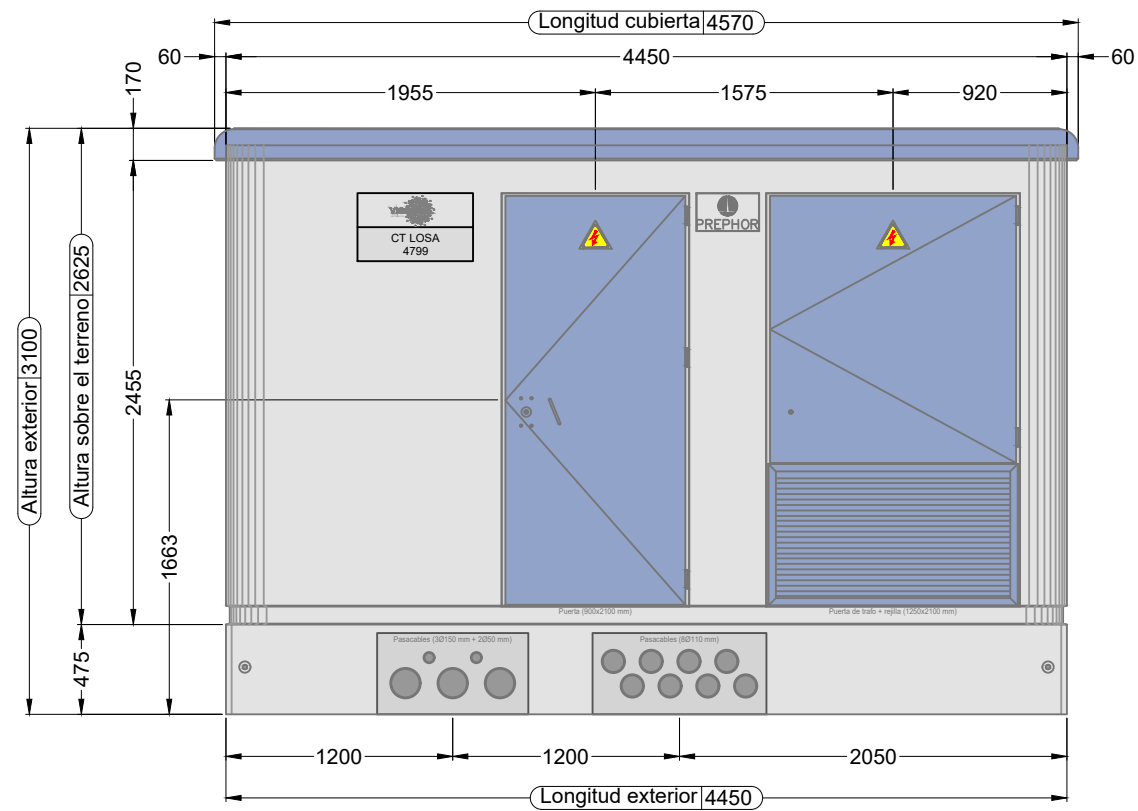 Longitud cubierta 4570
60
4450
60
170
1955
1575
920
CT LOSA
4799
PREPHOR
Altura exterior 3100
Altura sobre el terreno 2625
2455
1663
475
Puerta (900x2100 mm)
Puerta de trafo + rejilla (1250x2100 mm)
Pasacables (3Ø150 mm + 2Ø50 mm)
Pasacables (8Ø110 mm)
1200
1200
2050
Longitud exterior 4450